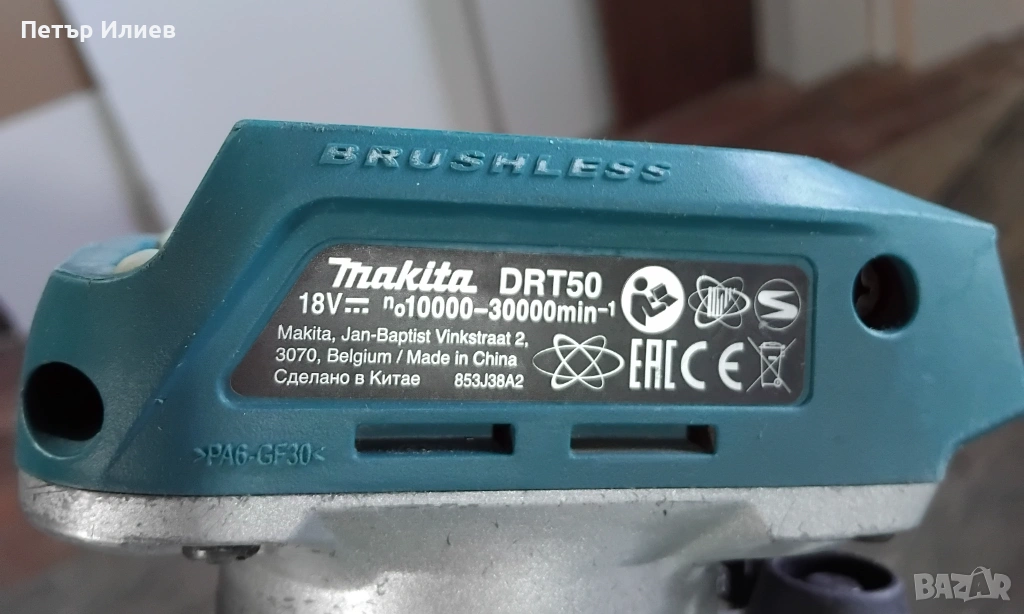 Петър Илиев
BRUSHLESS
makita DRT50
18V⎓ n₀10000–30000min⁻¹
Makita, Jan-Baptist Vinkstraat 2,
3070, Belgium / Made in China
Сделано в Китае 853J38A2
EAC CE
>PA6-GF30<
BAZAR